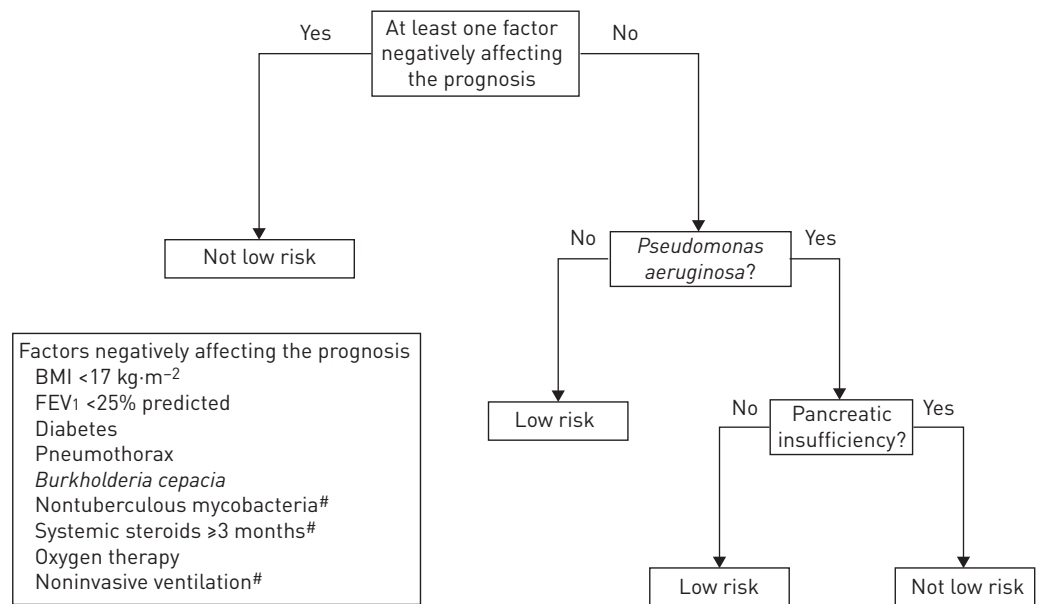 At least one factor
negatively affecting
the prognosis
Yes
No
Not low risk
No
Pseudomonas
aeruginosa?
Yes
Low risk
No
Pancreatic
insufficiency?
Yes
Low risk
Not low risk
Factors negatively affecting the prognosis
BMI <17 kg·m−2
FEV1 <25% predicted
Diabetes
Pneumothorax
Burkholderia cepacia
Nontuberculous mycobacteria#
Systemic steroids ⩾3 months#
Oxygen therapy
Noninvasive ventilation#